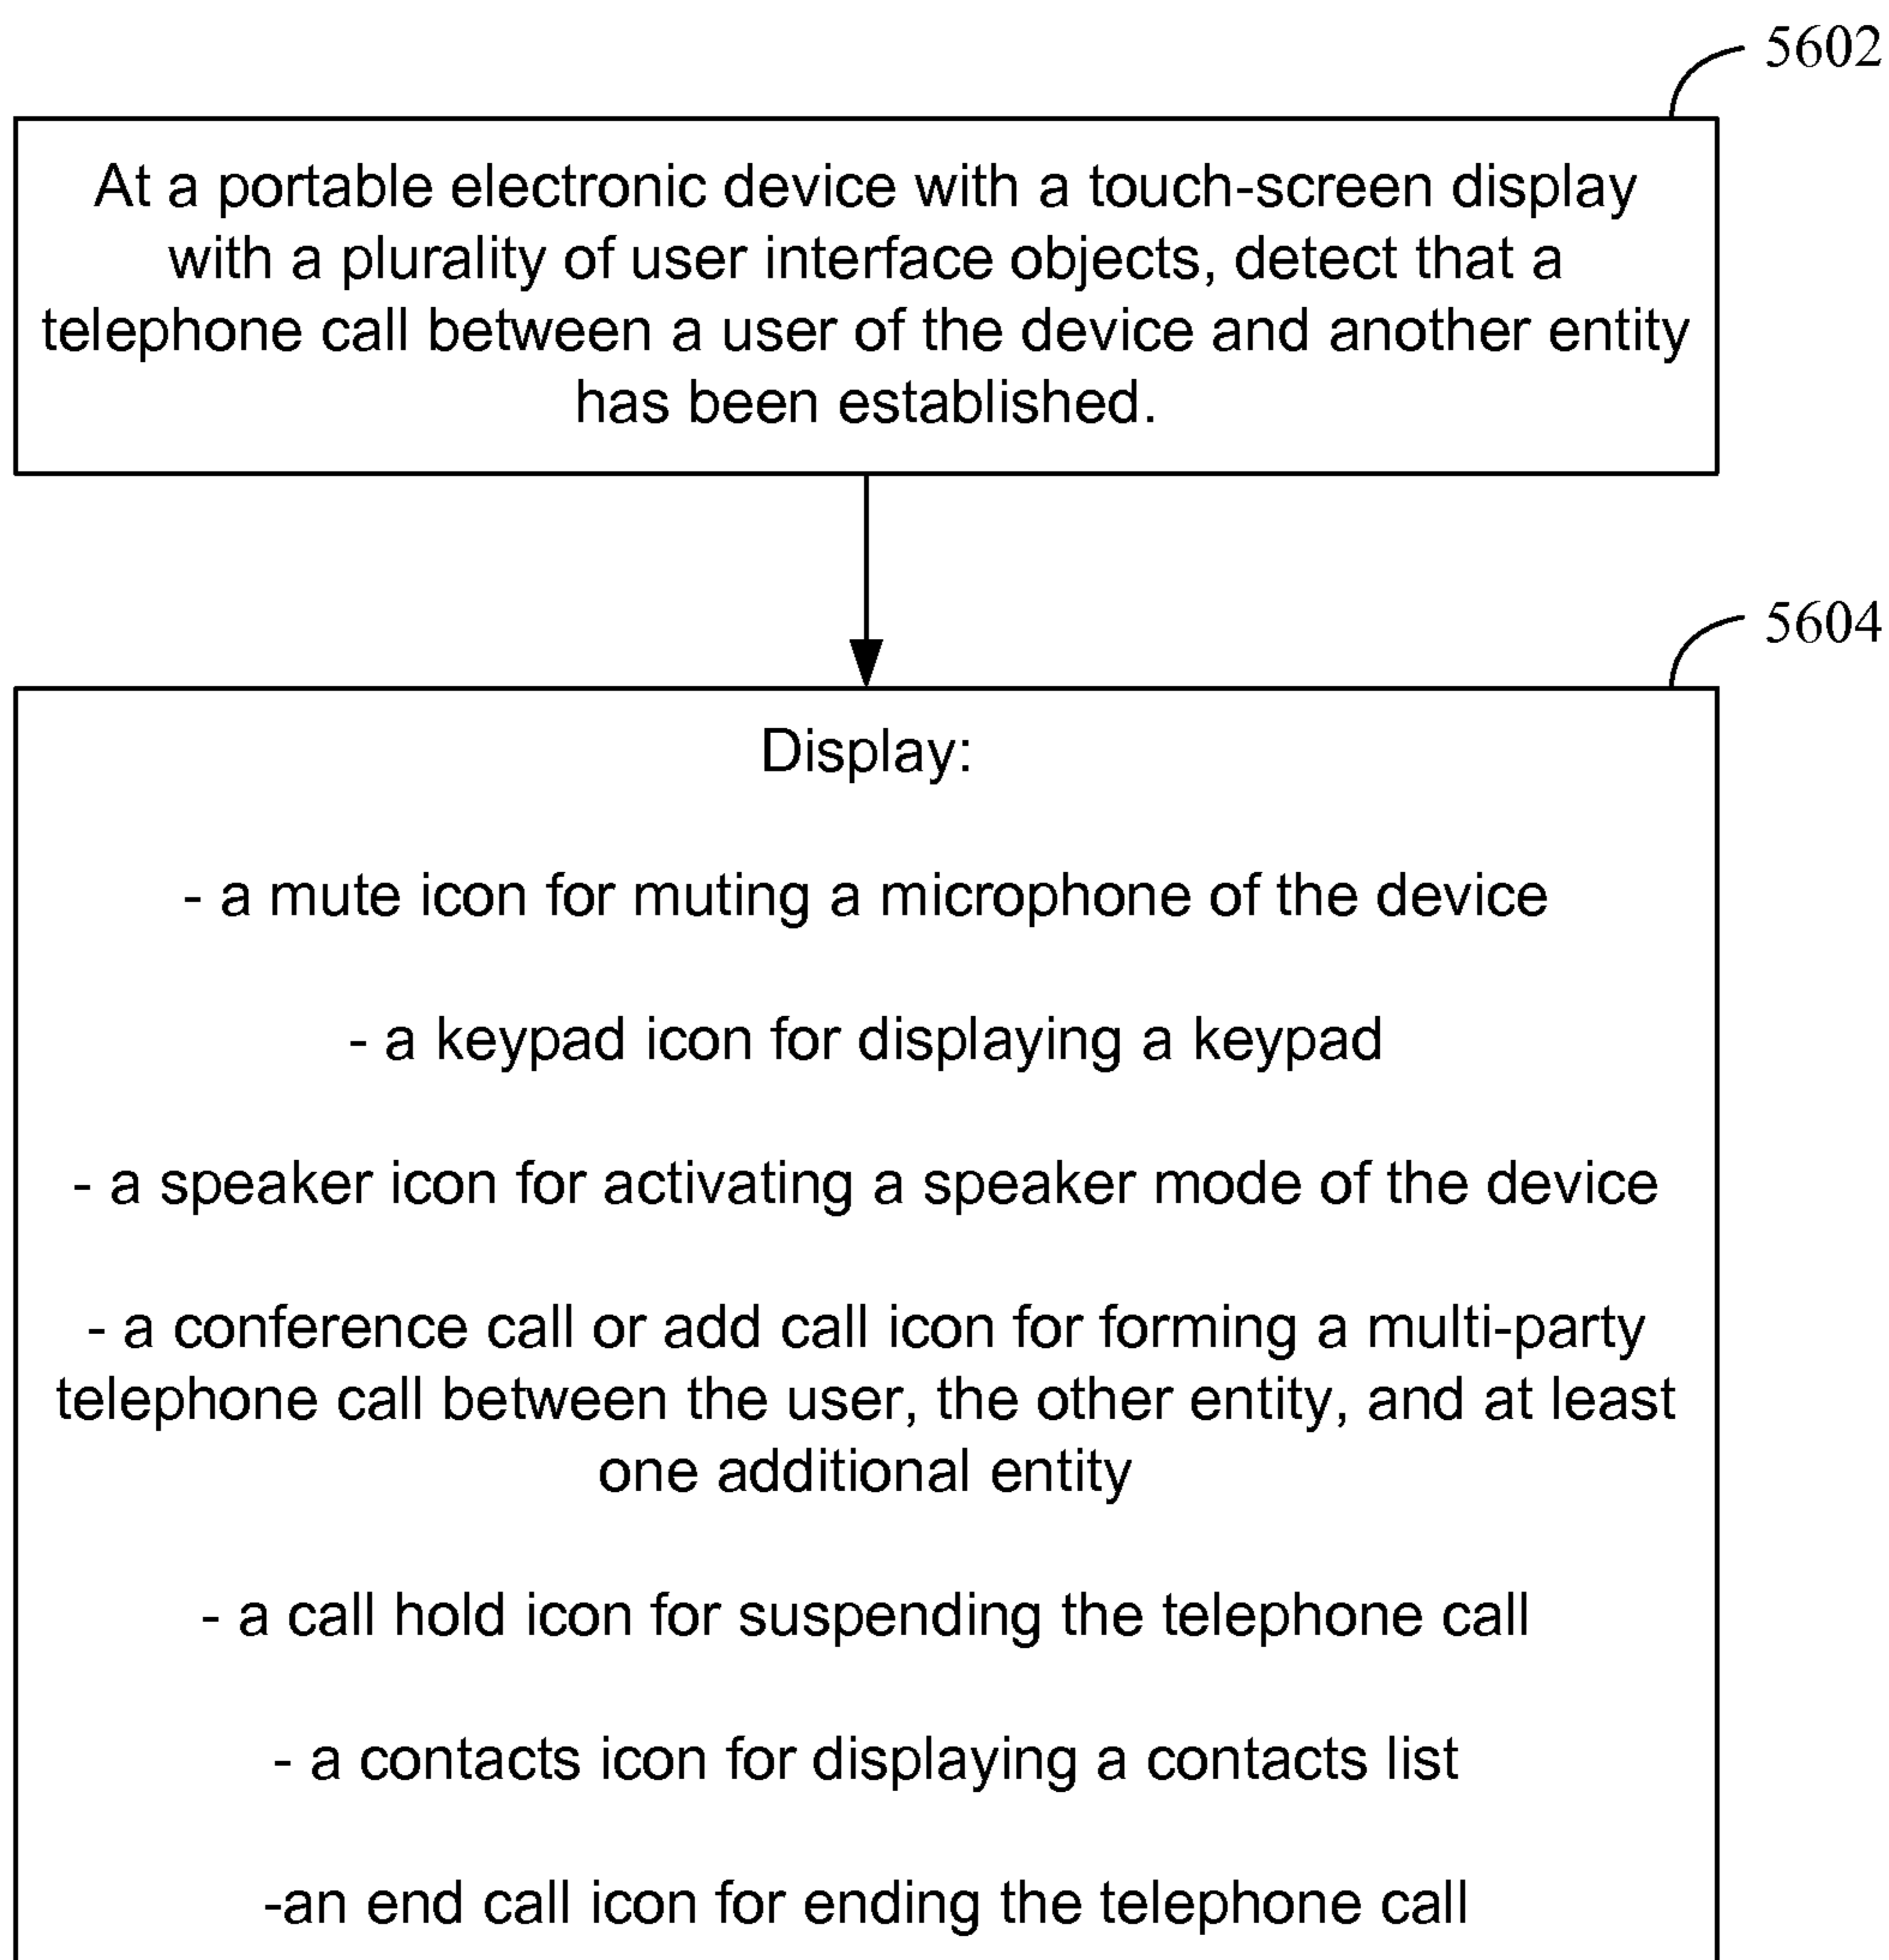 5602
At a portable electronic device with a touch-screen display
with a plurality of user interface objects, detect that a
telephone call between a user of the device and another entity
has been established.
5604
Display:
- a mute icon for muting a microphone of the device
- a keypad icon for displaying a keypad
- a speaker icon for activating a speaker mode of the device
- a conference call or add call icon for forming a multi-party
telephone call between the user, the other entity, and at least
one additional entity
- a call hold icon for suspending the telephone call
- a contacts icon for displaying a contacts list
-an end call icon for ending the telephone call